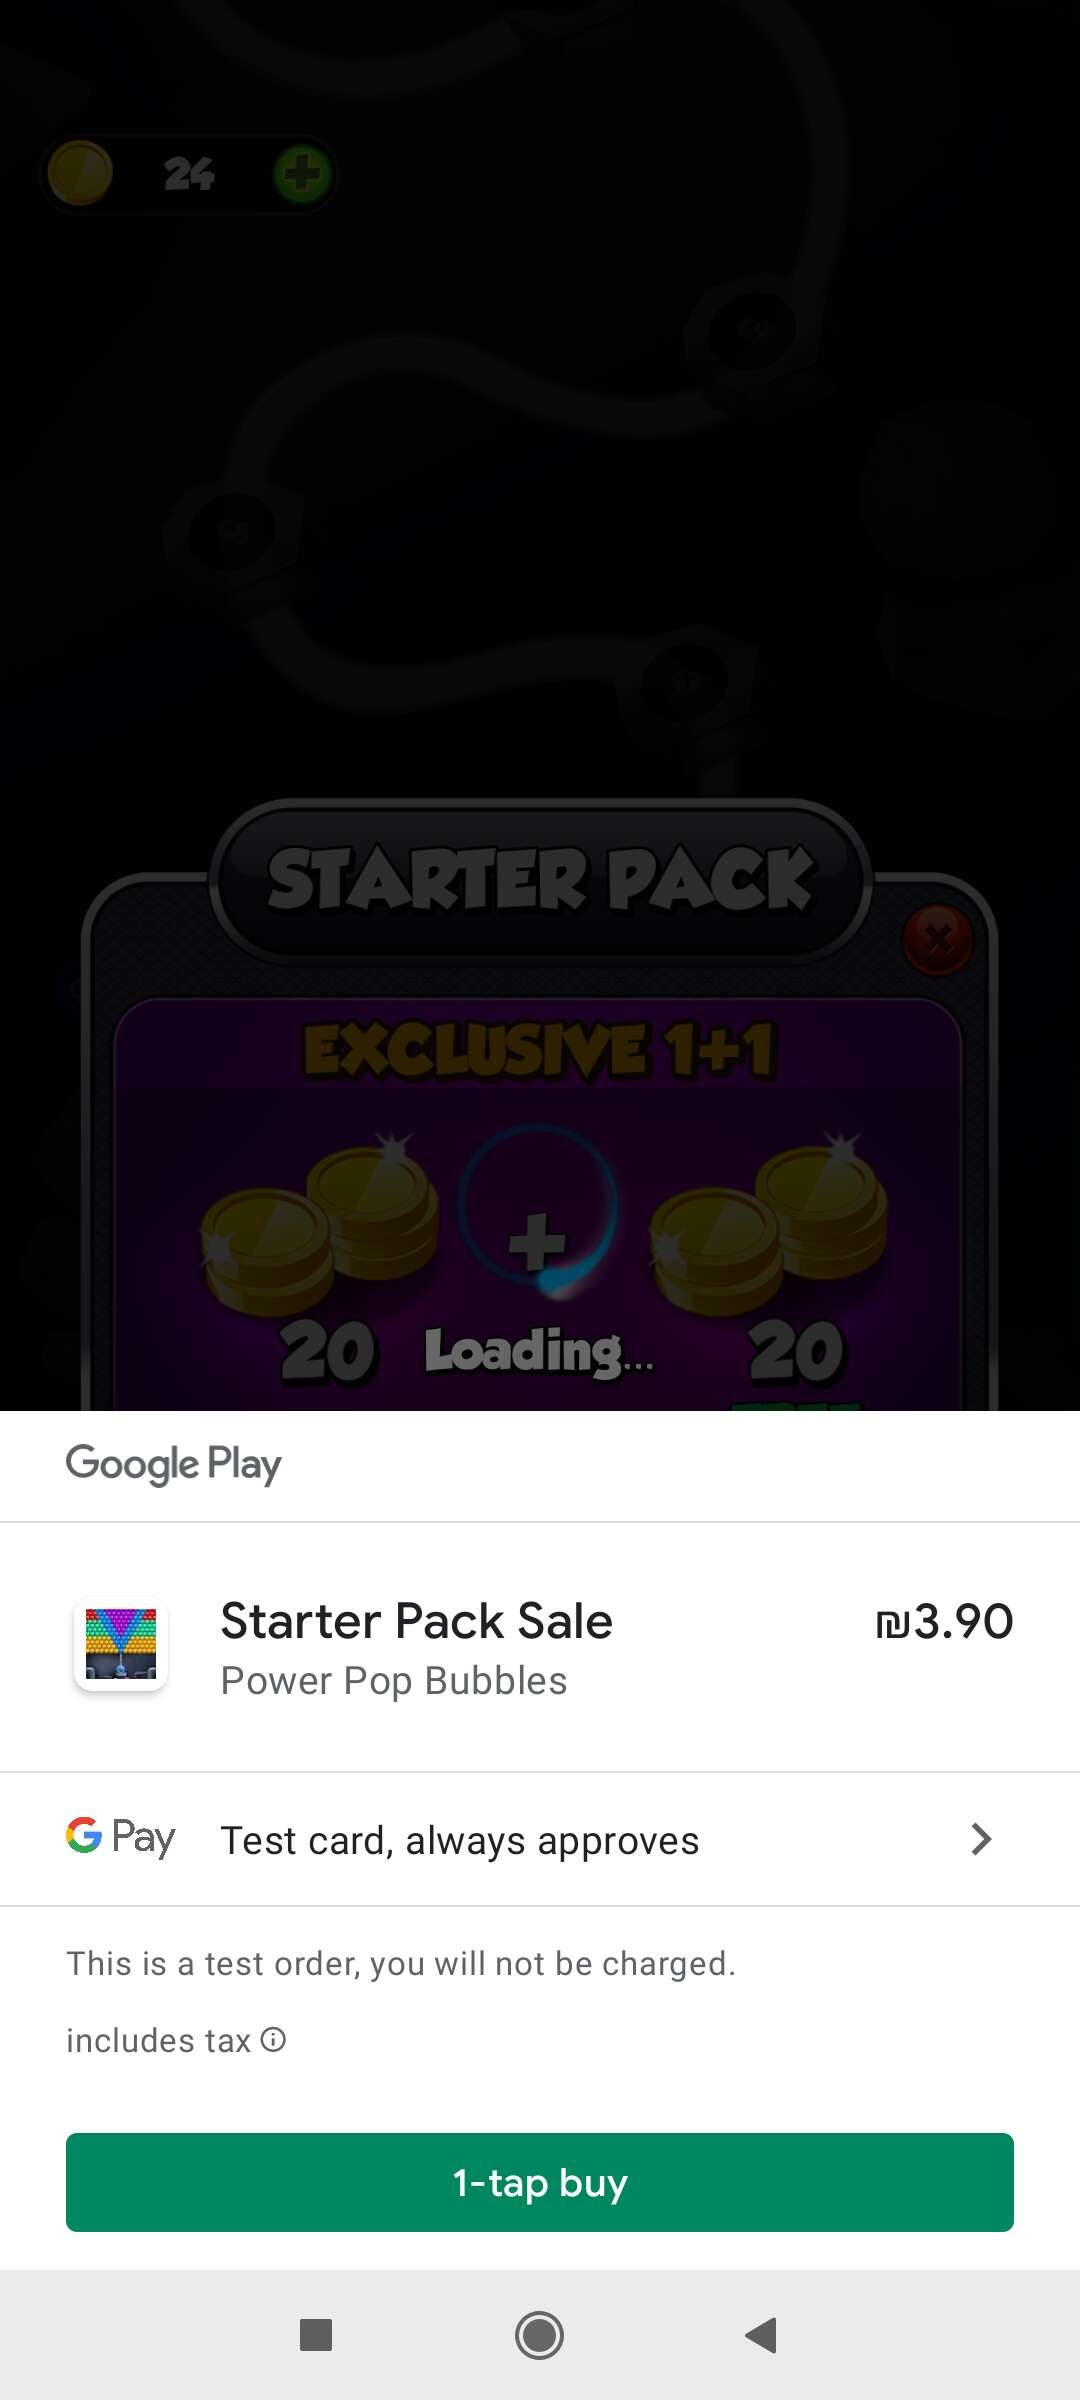 24
STARTER PACK
EXCLUSIVE 1+1
20 Loading... 20
Google Play
Starter Pack Sale ₪3.90
Power Pop Bubbles
G Pay Test card, always approves
This is a test order, you will not be charged.
includes tax
1-tap buy